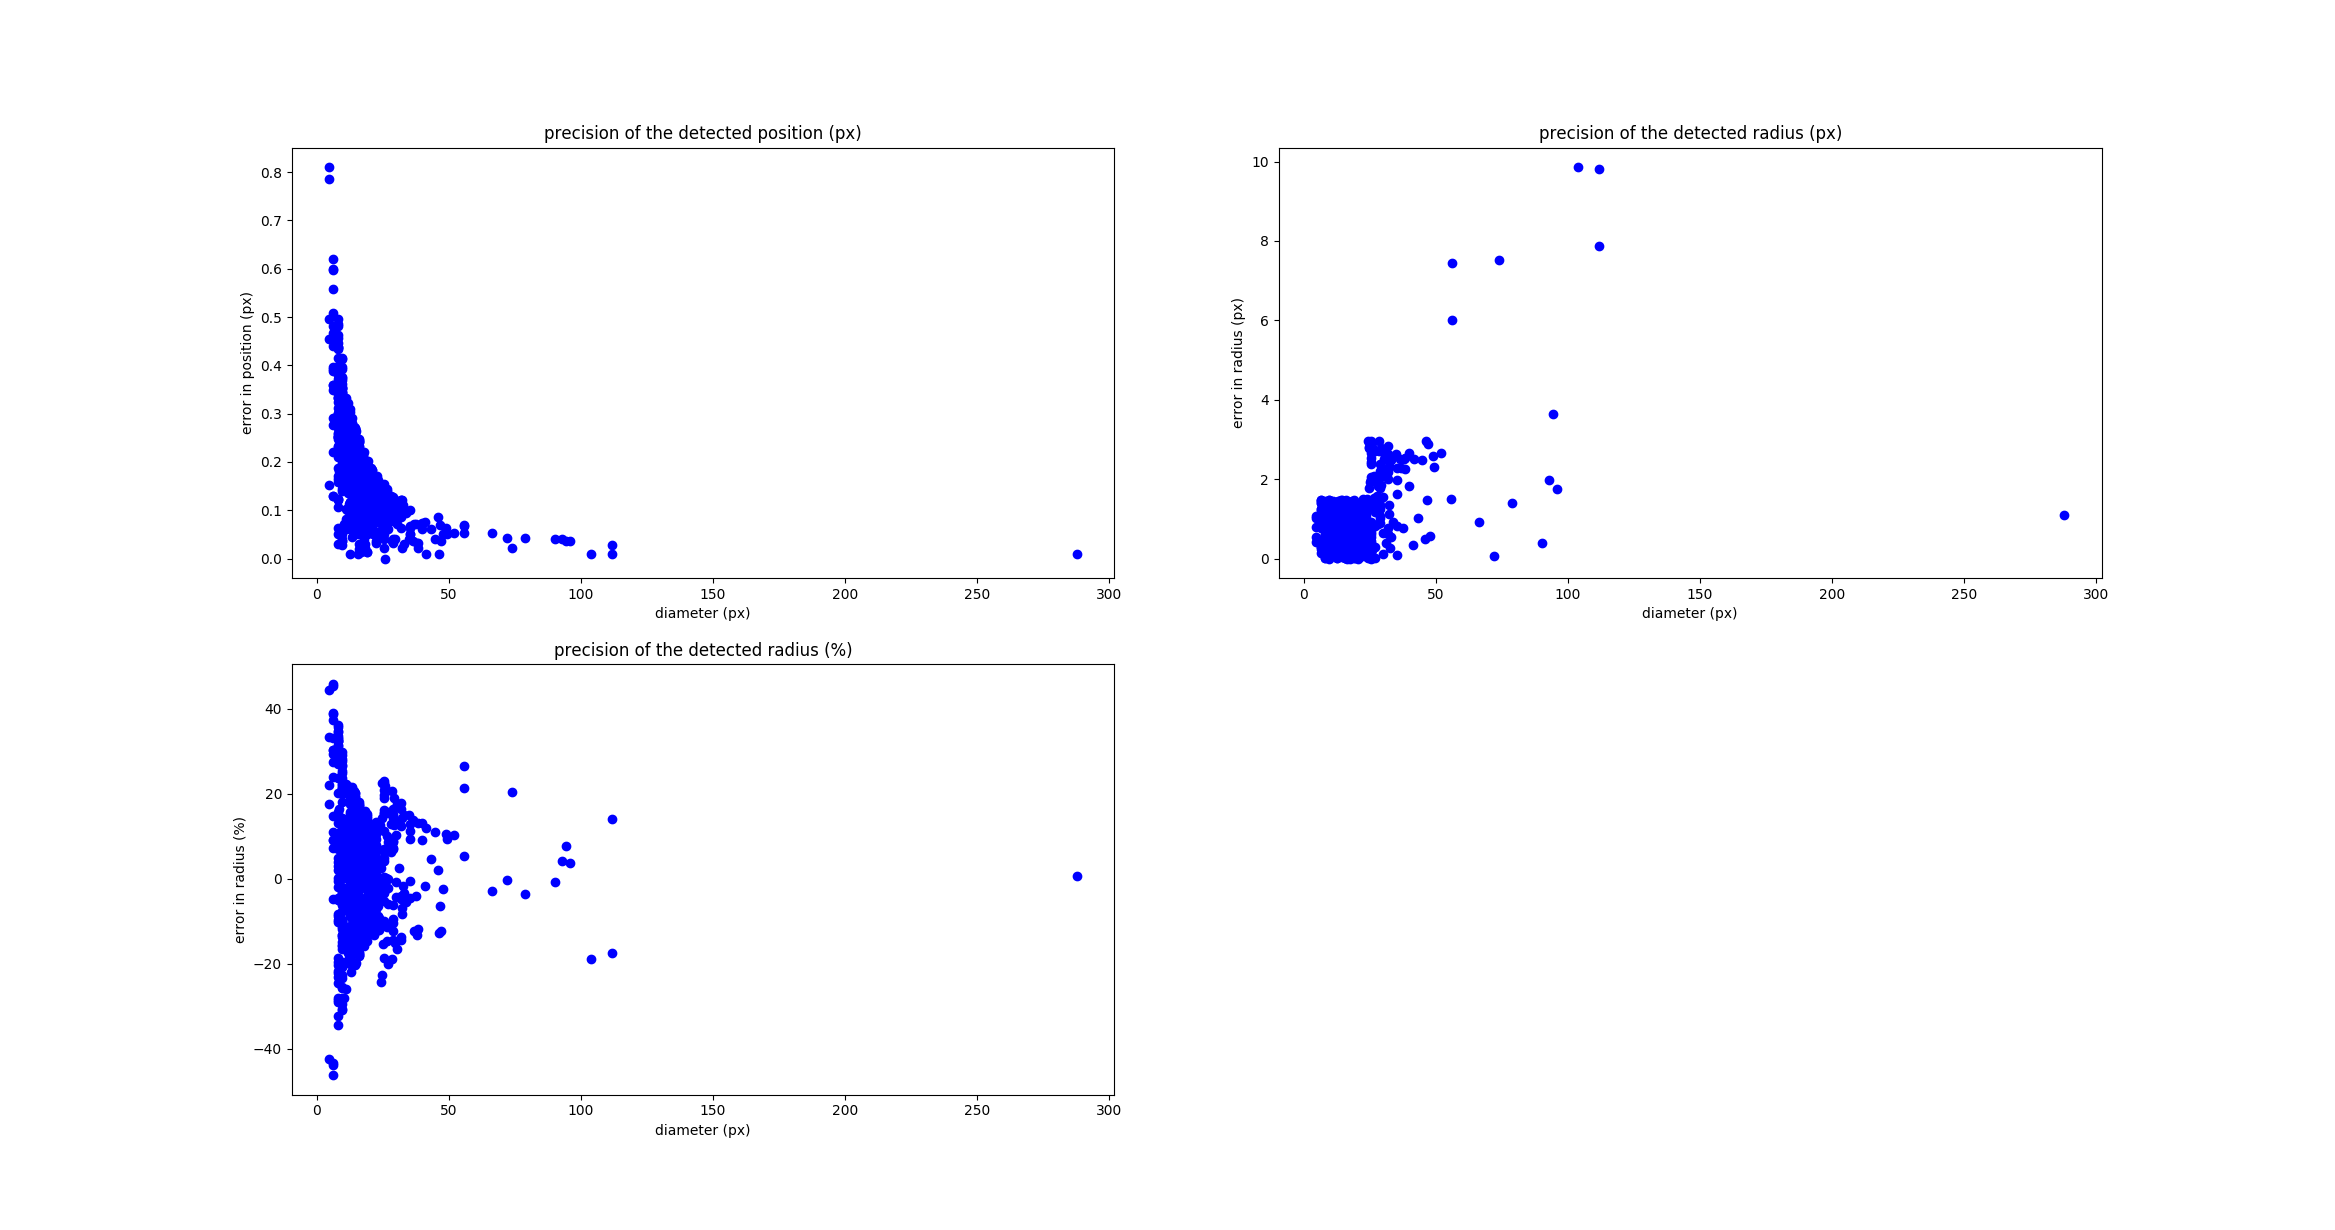 precision of the detected position (px)
error in position (px)
0.8
0.7
0.6
0.5
0.4
0.3
0.2
0.1
0.0
0 50 100 150 200 250 300
diameter (px)
precision of the detected radius (px)
error in radius (px)
10
8
6
4
2
0
0 50 100 150 200 250 300
diameter (px)
precision of the detected radius (%)
error in radius (%)
40
20
0
−20
−40
0 50 100 150 200 250 300
diameter (px)